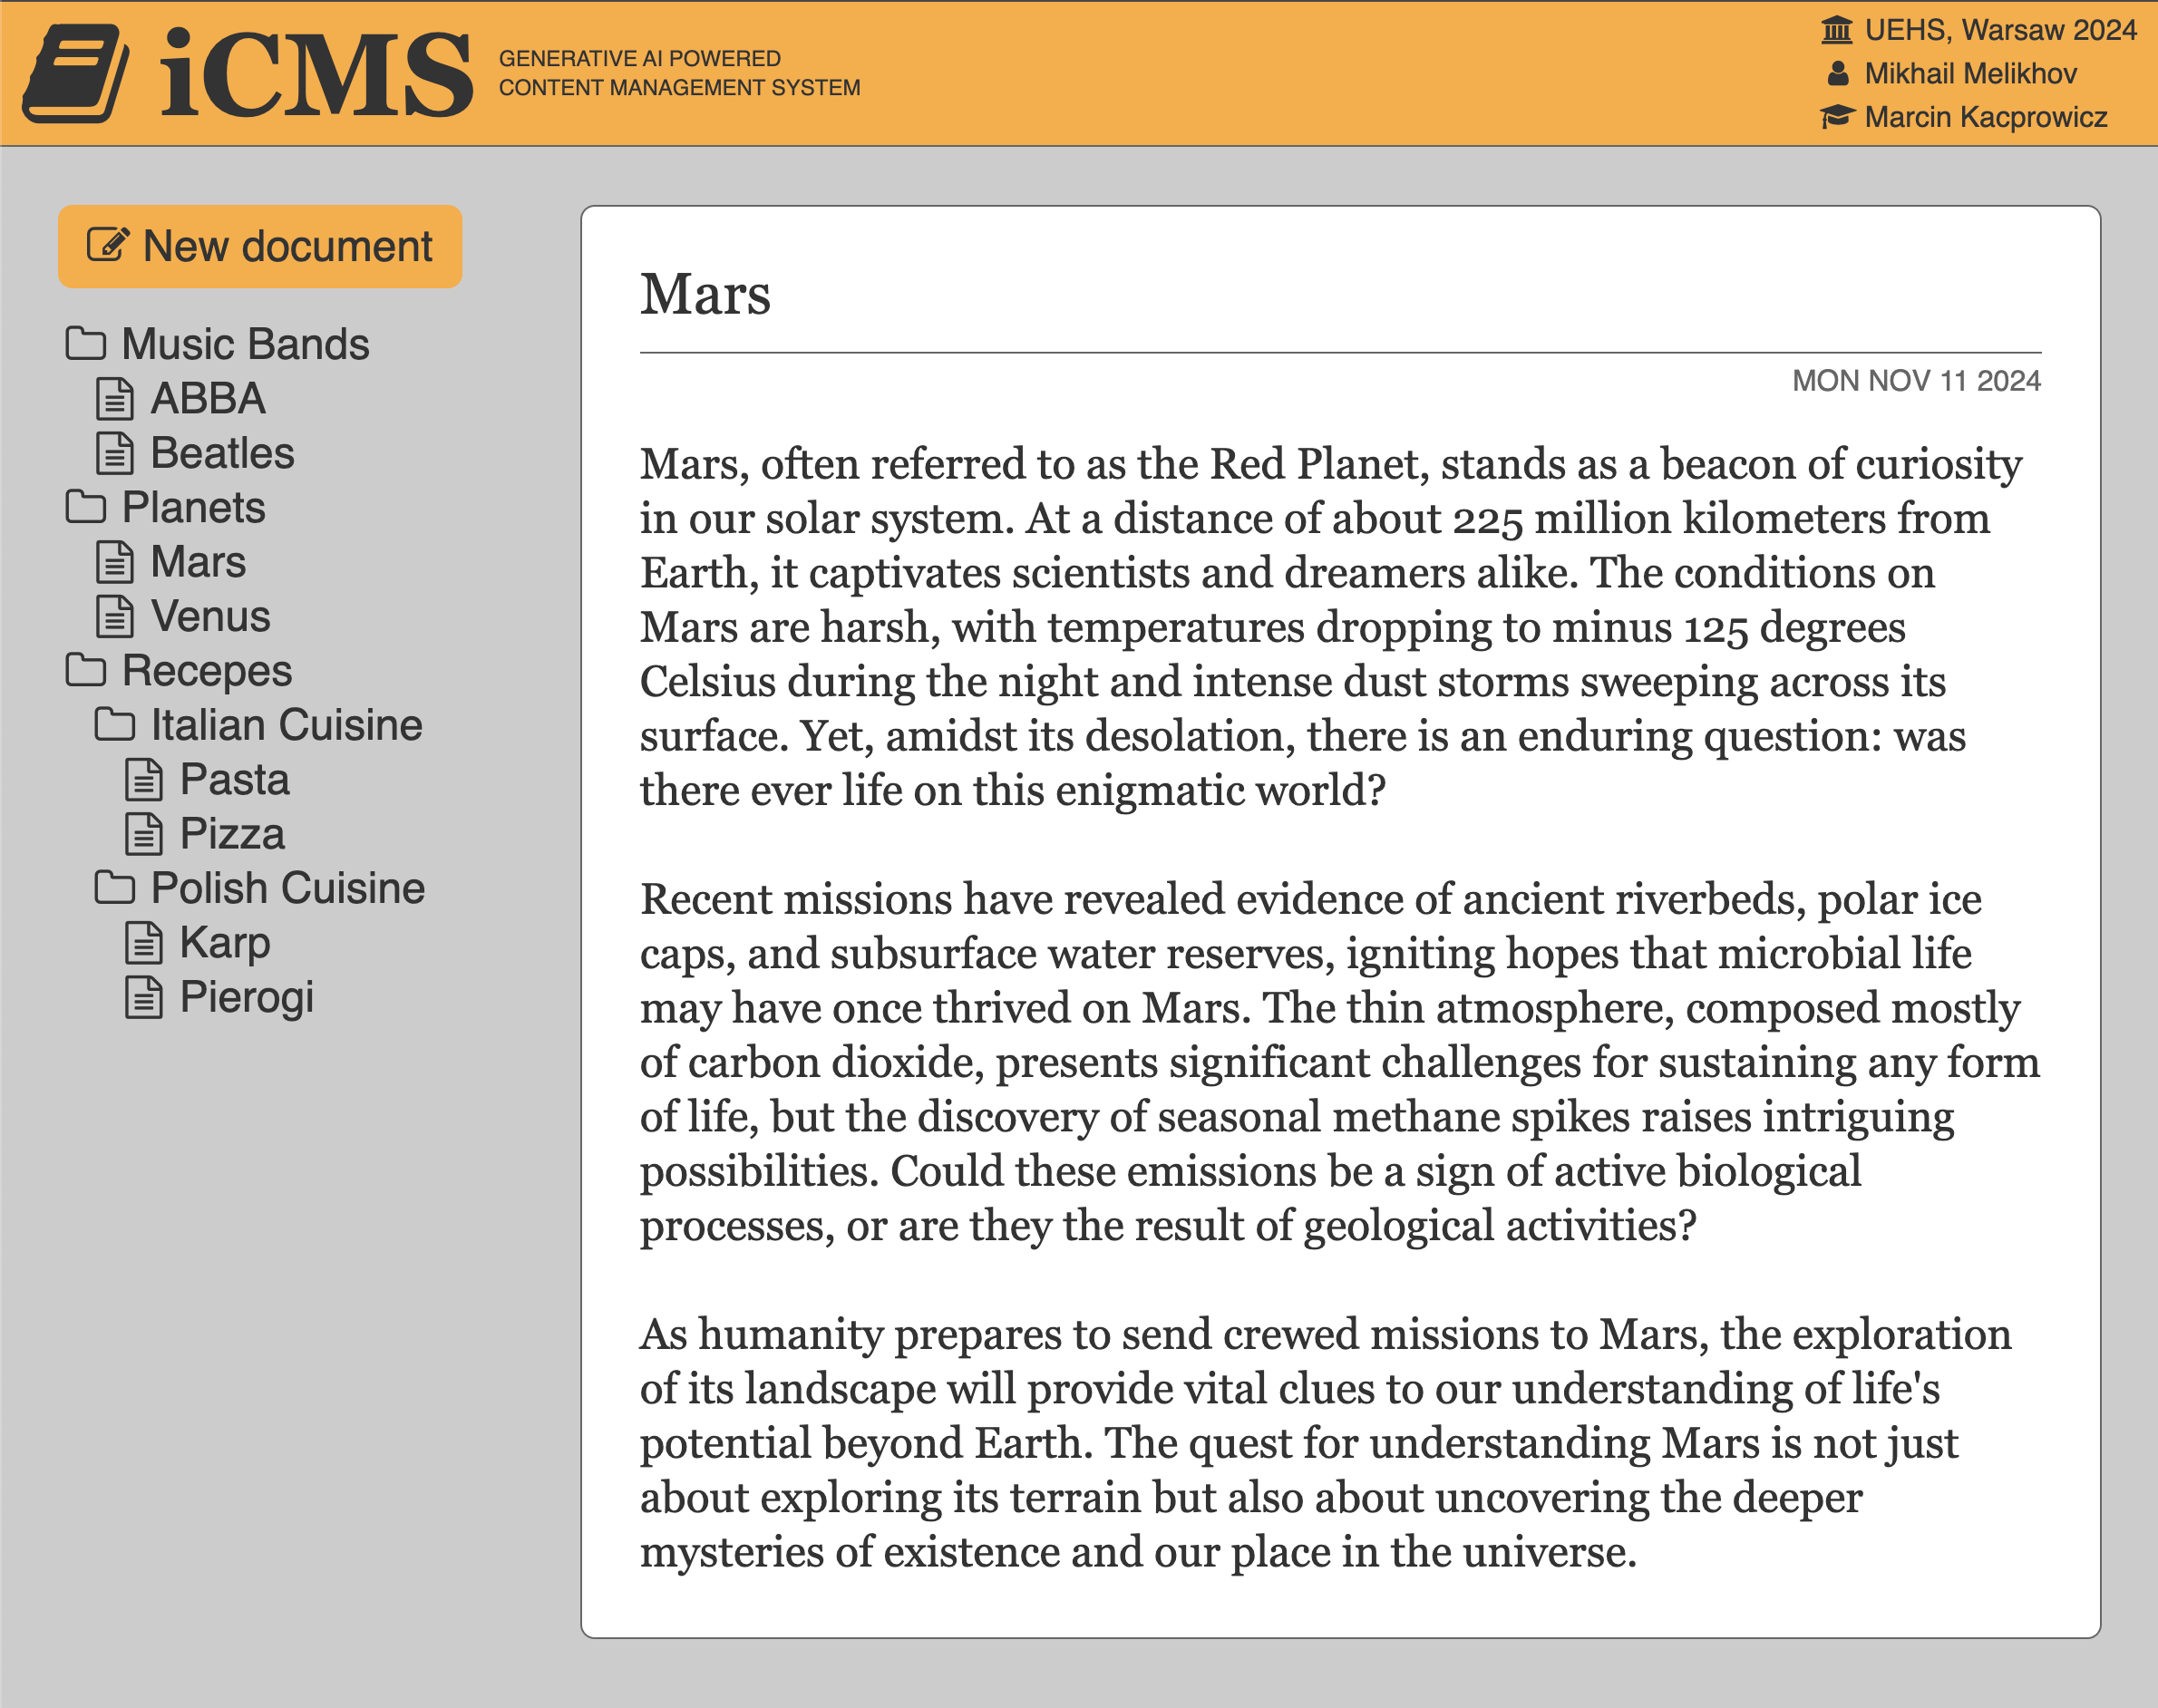 iCMS
GENERATIVE AI POWERED
CONTENT MANAGEMENT SYSTEM
UEHS, Warsaw 2024
Mikhail Melikhov
Marcin Kacprowicz
New document
Music Bands
ABBA
Beatles
Planets
Mars
Venus
Recepes
Italian Cuisine
Pasta
Pizza
Polish Cuisine
Karp
Pierogi
Mars
MON NOV 11 2024
Mars, often referred to as the Red Planet, stands as a beacon of curiosity
in our solar system. At a distance of about 225 million kilometers from
Earth, it captivates scientists and dreamers alike. The conditions on
Mars are harsh, with temperatures dropping to minus 125 degrees
Celsius during the night and intense dust storms sweeping across its
surface. Yet, amidst its desolation, there is an enduring question: was
there ever life on this enigmatic world?
Recent missions have revealed evidence of ancient riverbeds, polar ice
caps, and subsurface water reserves, igniting hopes that microbial life
may have once thrived on Mars. The thin atmosphere, composed mostly
of carbon dioxide, presents significant challenges for sustaining any form
of life, but the discovery of seasonal methane spikes raises intriguing
possibilities. Could these emissions be a sign of active biological
processes, or are they the result of geological activities?
As humanity prepares to send crewed missions to Mars, the exploration
of its landscape will provide vital clues to our understanding of life's
potential beyond Earth. The quest for understanding Mars is not just
about exploring its terrain but also about uncovering the deeper
mysteries of existence and our place in the universe.